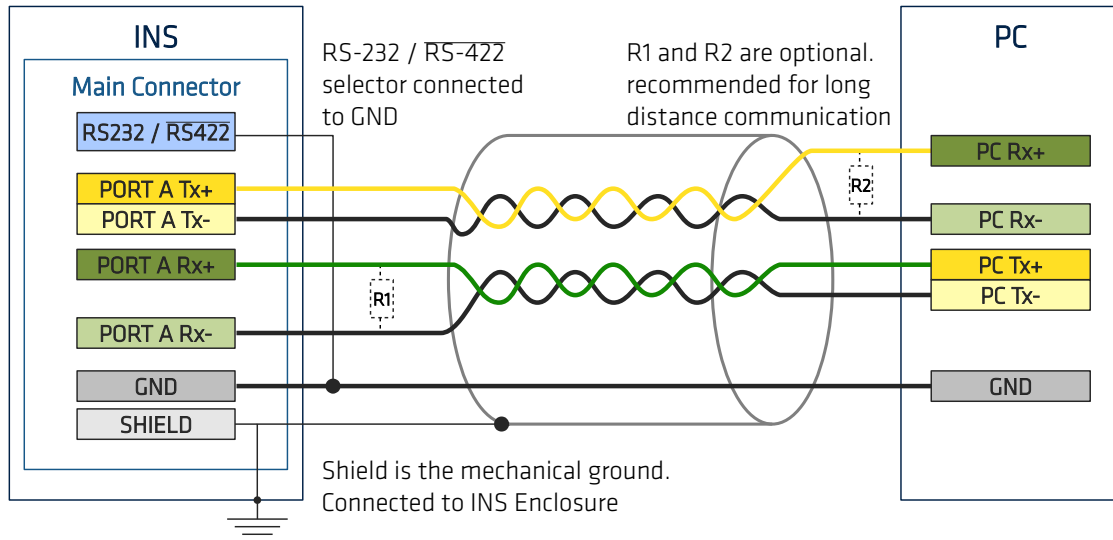 INS
PC
RS-232 / RS-422
selector connected
to GND
R1 and R2 are optional.
recommended for long
distance communication
Main Connector
RS232 / RS422
PORT A Tx+
PORT A Tx-
PORT A Rx+
PORT A Rx-
GND
SHIELD
R1
R2
PC Rx+
PC Rx-
PC Tx+
PC Tx-
GND
Shield is the mechanical ground.
Connected to INS Enclosure